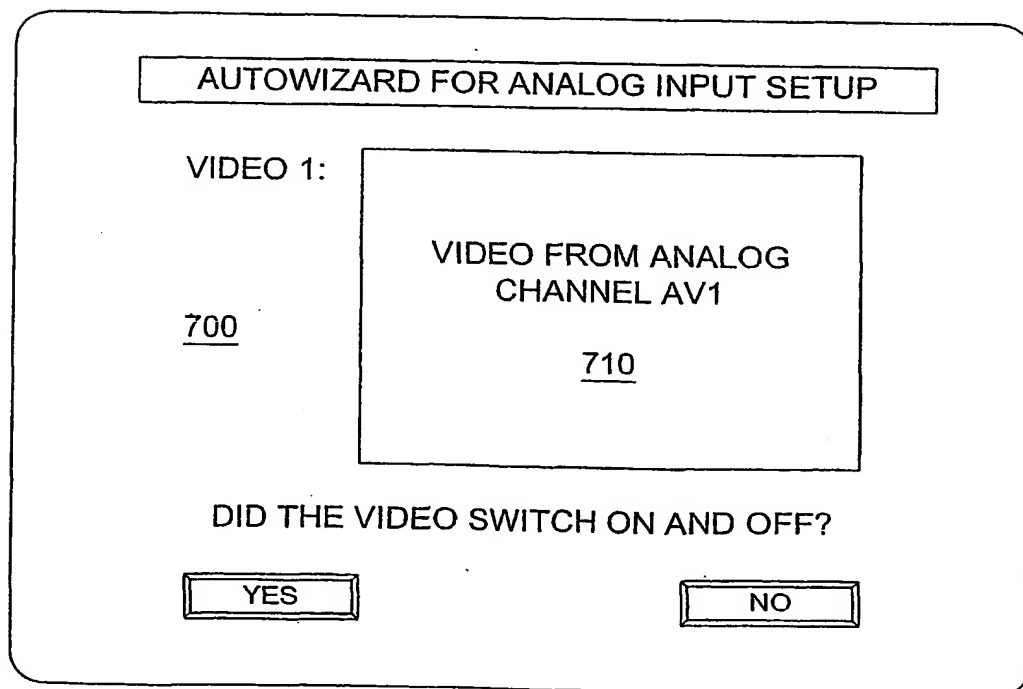 AUTOWIZARD FOR ANALOG INPUT SETUP
VIDEO 1:
VIDEO FROM ANALOG
CHANNEL AV1
700
710
DID THE VIDEO SWITCH ON AND OFF?
YES
NO